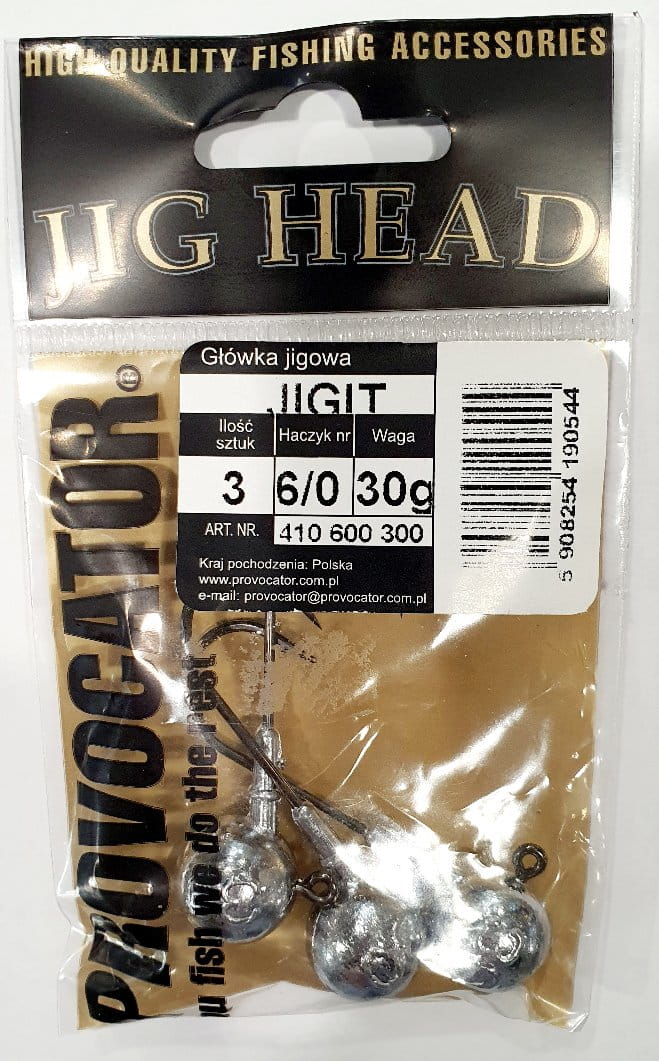 HIGH QUALITY FISHING ACCESSORIES
JIG HEAD
Główka jigowa
JIGIT
Ilość sztuk
Haczyk nr
Waga
3
6/0
30g
ART. NR.
410 600 300
Kraj pochodzenia: Polska
www.provocator.com.pl
e-mail: provocator@provocator.com.pl
5 908254 190544
PROVOCATOR®
fish we do the rest